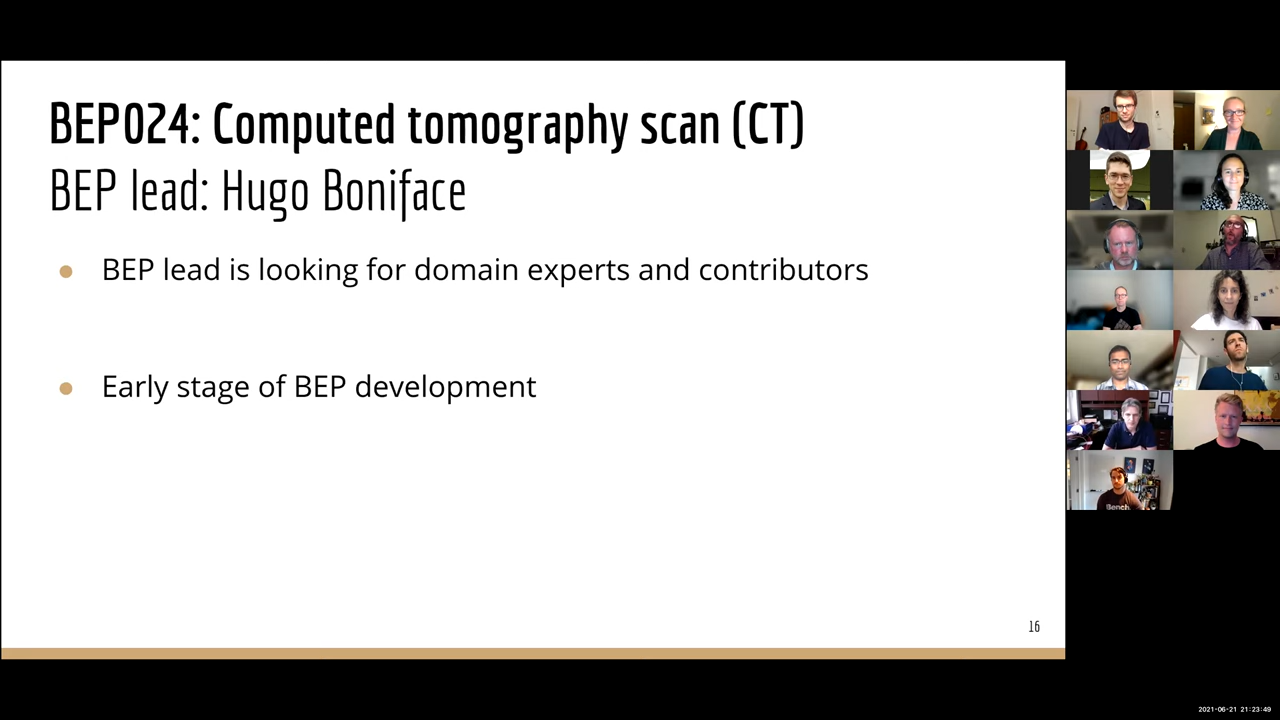 BEP024: Computed tomography scan (CT)
BEP lead: Hugo Boniface
BEP lead is looking for domain experts and contributors
Early stage of BEP development
16
Bench
2021-06-21 21:23:49